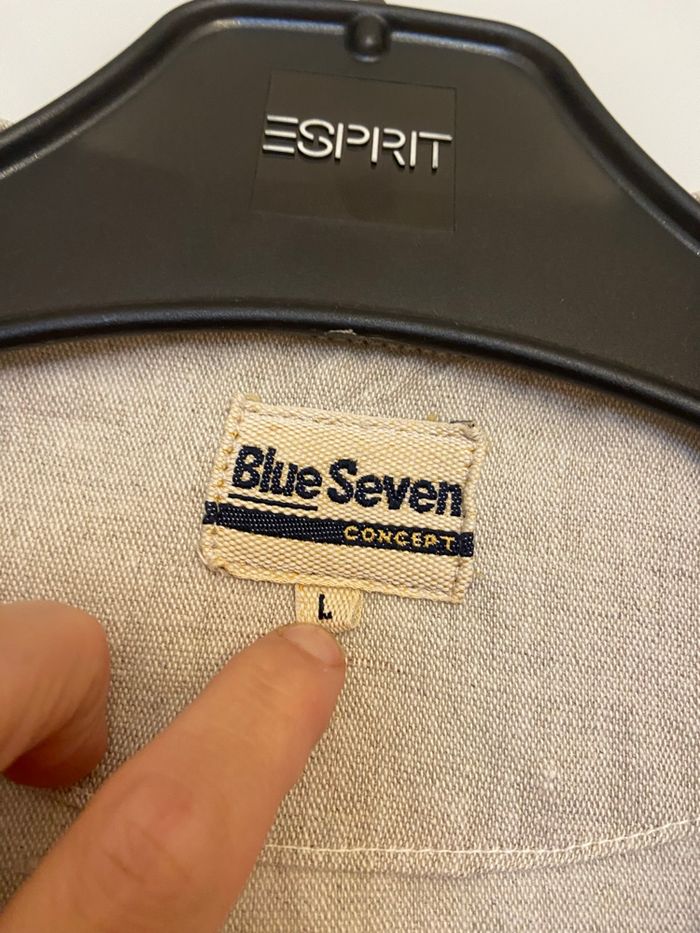 ESPRIT
Blue Seven
CONCEPT
L